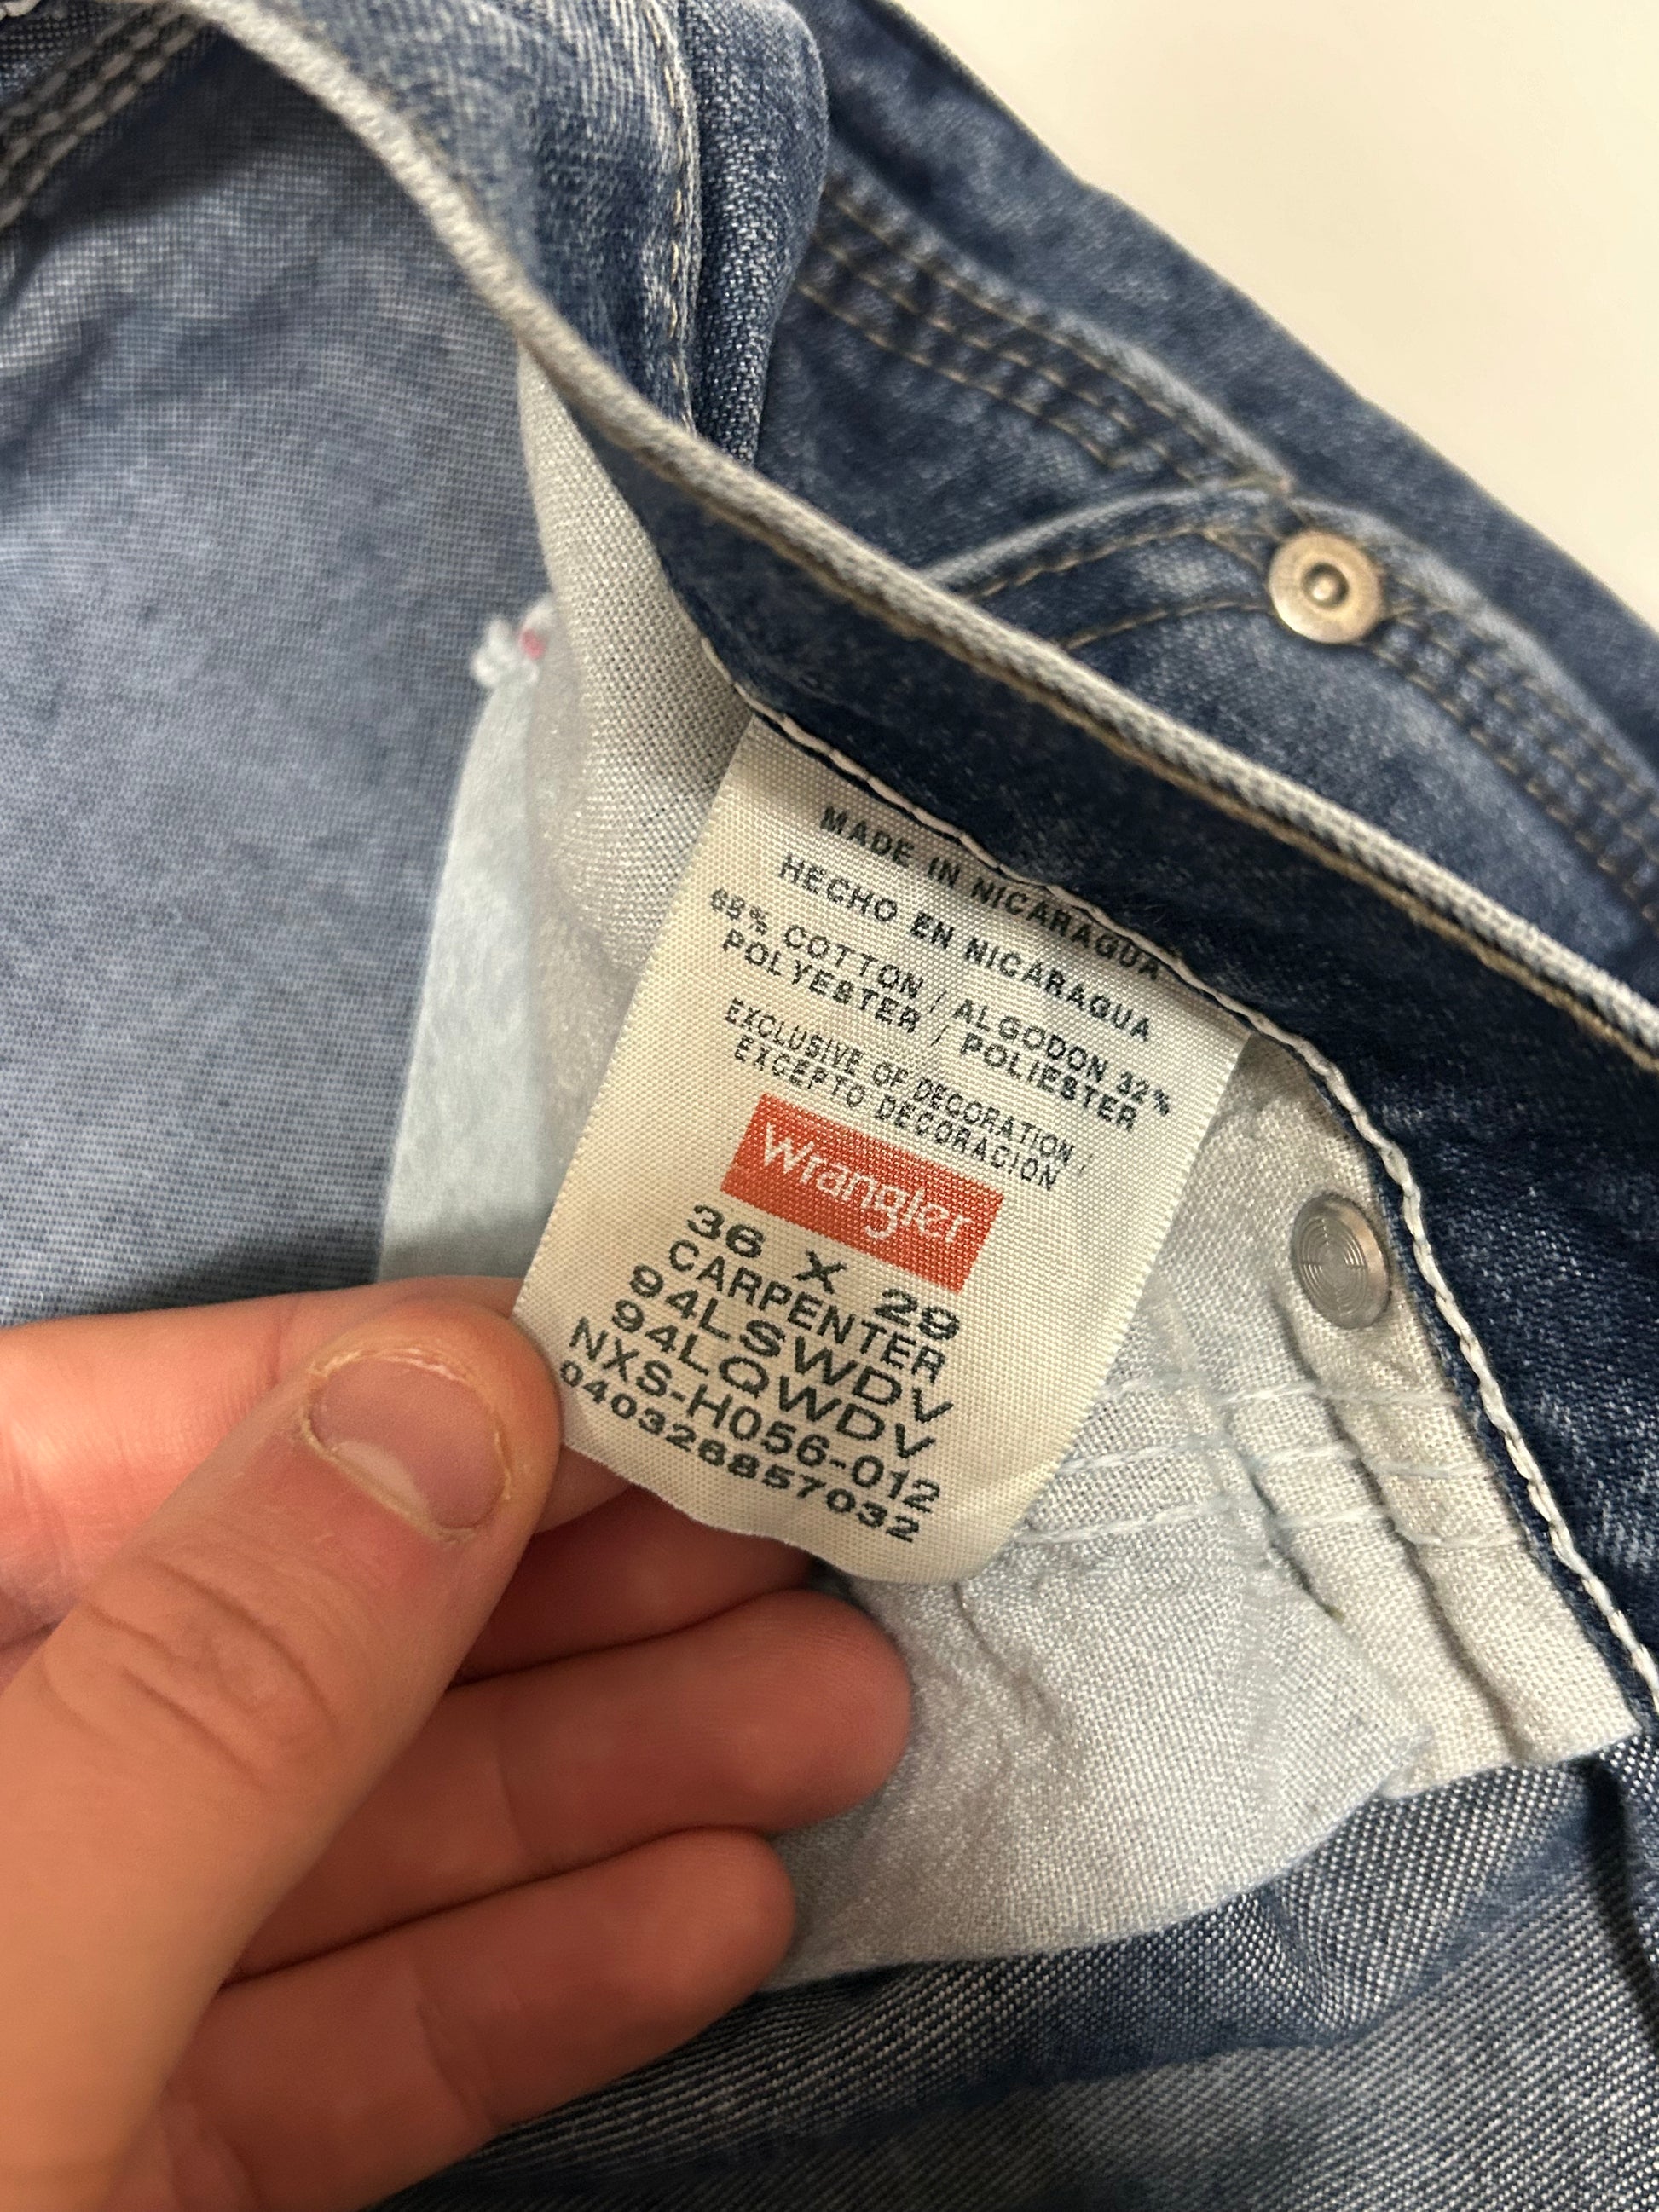 MADE IN NICARAGUA
HECHO EN NICARAGUA
68% COTTON / ALGODON 32%
POLYESTER / POLIESTER
EXCLUSIVE OF DECORATION /
EXCEPTO DECORACION
Wrangler
36 X 29
CARPENTER
94LSWDV
94LQWDV
NXS-H056-012
040326857032